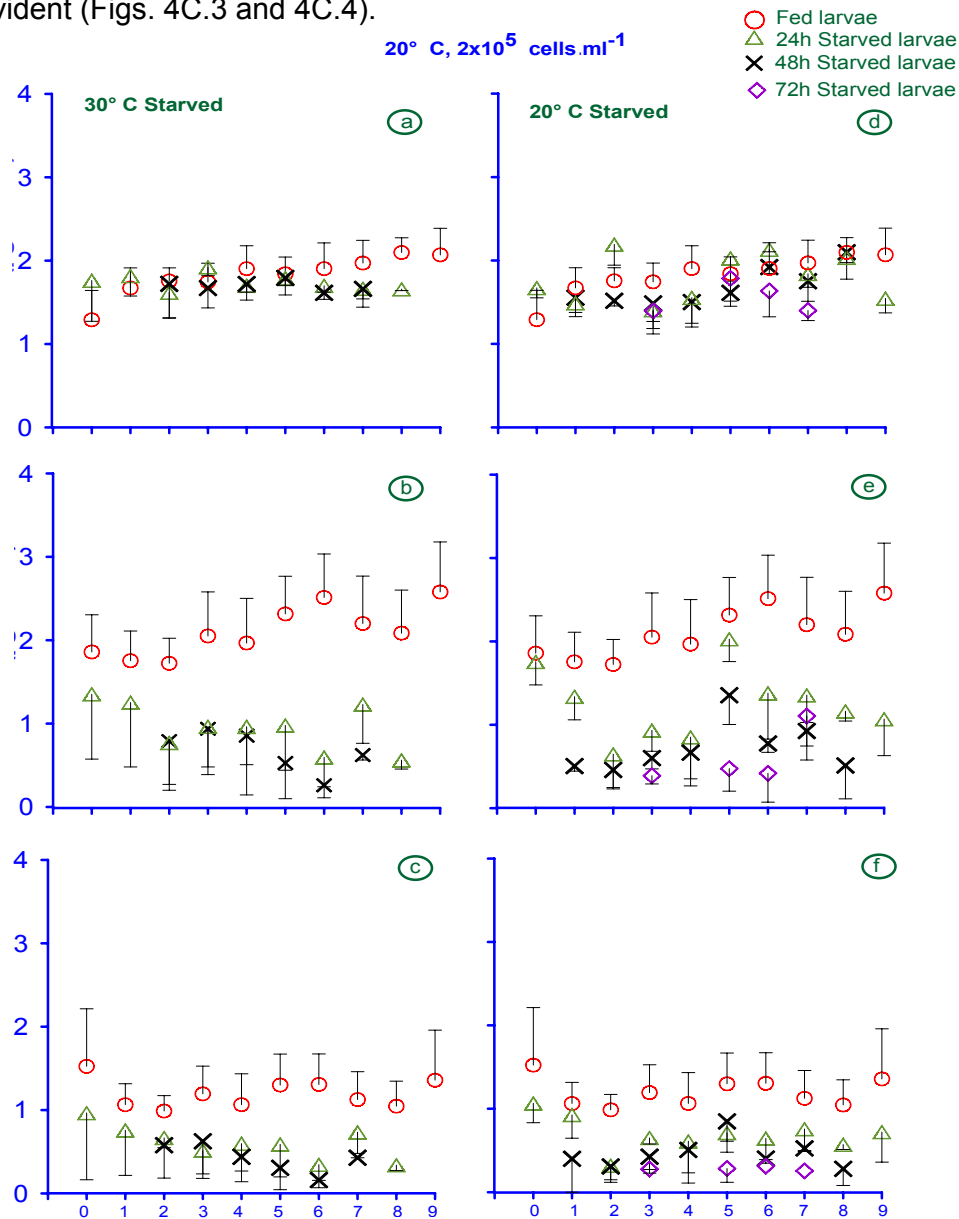 vident (Figs. 4C.3 and 4C.4).
20° C, 2x10⁵ cells.ml⁻¹
Fed larvae
24h Starved larvae
48h Starved larvae
72h Starved larvae
30° C Starved
a
20° C Starved
d
4
3
2
1
0
b
e
4
3
2
1
0
c
f
4
3
2
1
0
0 1 2 3 4 5 6 7 8 9
0 1 2 3 4 5 6 7 8 9